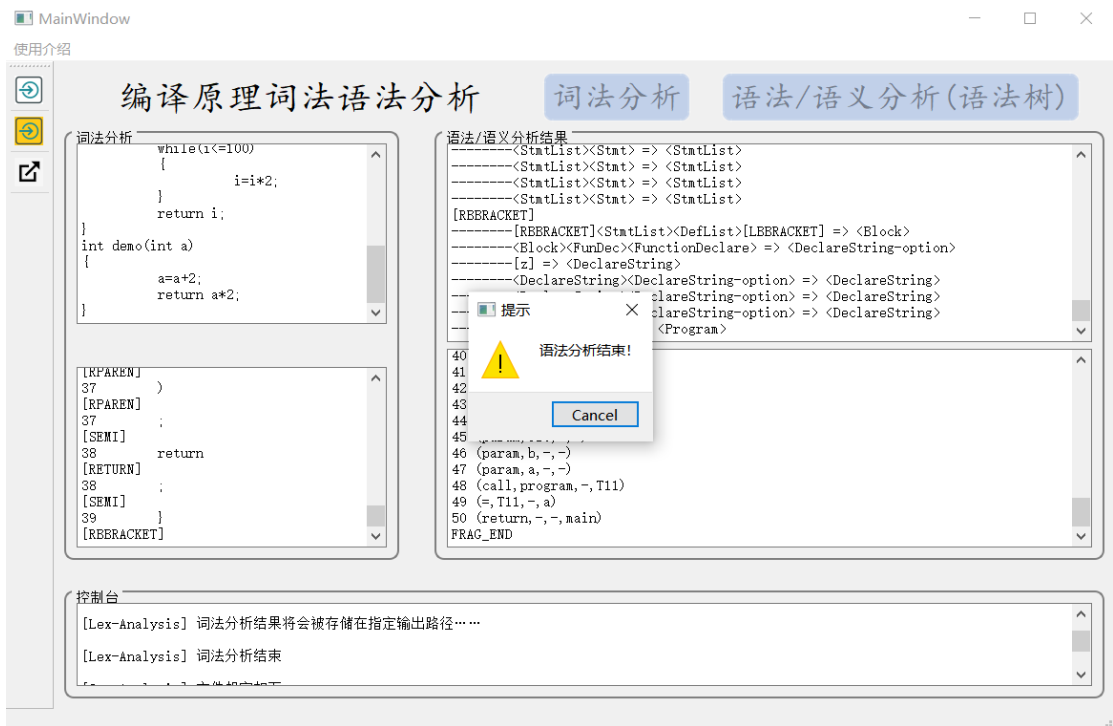 MainWindow
使用介绍
编译原理词法语法分析
词法分析
语法/语义分析(语法树)
词法分析
while(i<=100)
{
i=i*2;
}
return i;
}
int demo(int a)
{
a=a+2;
return a*2;
}
[RPAREN]
37 )
[RPAREN]
37 ;
[SEMI]
38 return
[RETURN]
38 ;
[SEMI]
39 }
[RBBRACKET]
语法/语义分析结果
--------<StmtList><Stmt> => <StmtList>
--------<StmtList><Stmt> => <StmtList>
--------<StmtList><Stmt> => <StmtList>
--------<StmtList><Stmt> => <StmtList>
[RBBRACKET]
--------[RBBRACKET]<StmtList><DefList>[LBBRACKET] => <Block>
--------<Block><FunDec><FunctionDeclare> => <DeclareString-option>
--------[z] => <DeclareString>
--------<DeclareString><DeclareString-option> => <DeclareString>
clareString-option> => <DeclareString>
clareString-option> => <DeclareString>
<Program>
提示
语法分析结束!
Cancel
40
41
42
43
44
45
46 (param,b,-,-)
47 (param,a,-,-)
48 (call,program,-,T11)
49 (=,T11,-,a)
50 (return,-,-,main)
FRAG_END
控制台
[Lex-Analysis] 词法分析结果将会被存储在指定输出路径……
[Lex-Analysis] 词法分析结束